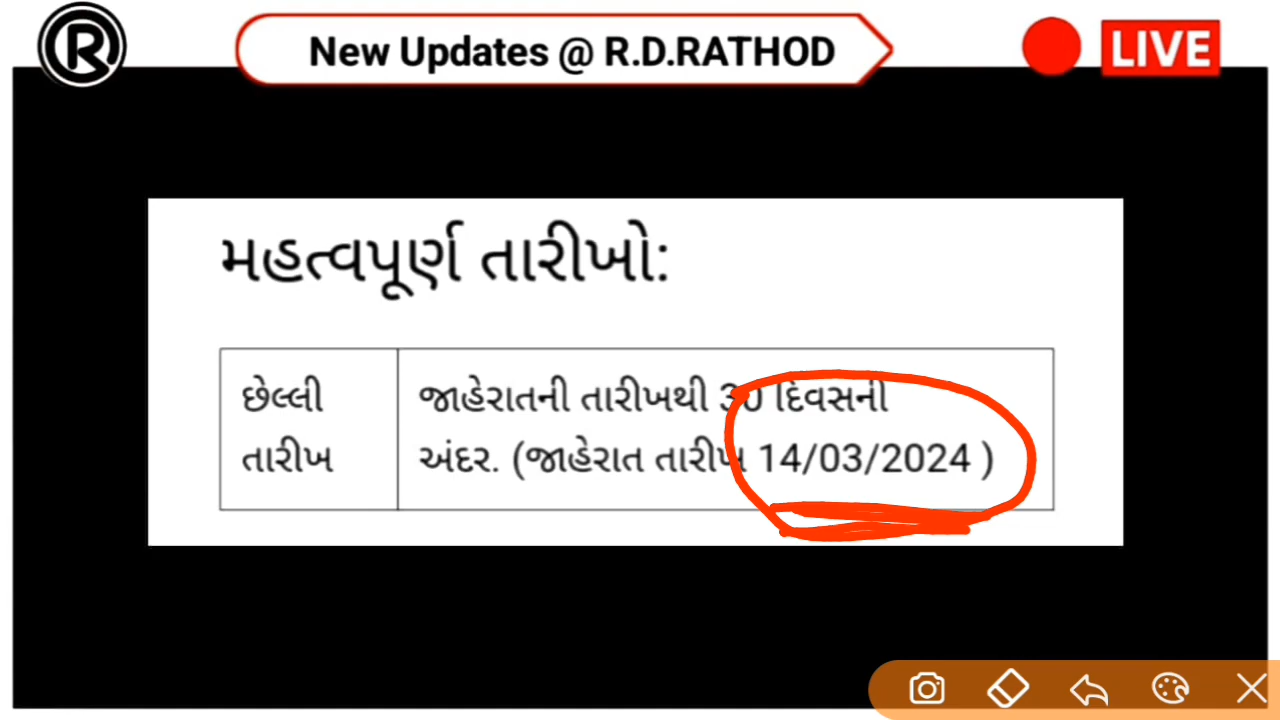 R
New Updates @ R.D.RATHOD
LIVE
મહત્વપૂર્ણ તારીખો:
છેલ્લી તારીખ
જાહેરાતની તારીખથી 30 દિવસની
અંદર. (જાહેરાત તારીખ 14/03/2024 )